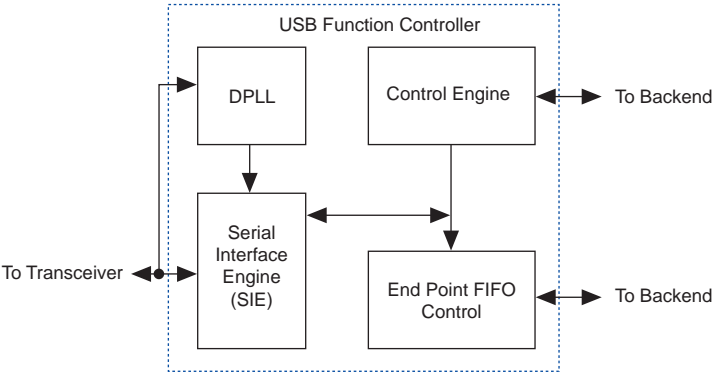 USB Function Controller
DPLL
Control Engine
To Backend
Serial
Interface
Engine
(SIE)
To Transceiver
End Point FIFO
Control
To Backend